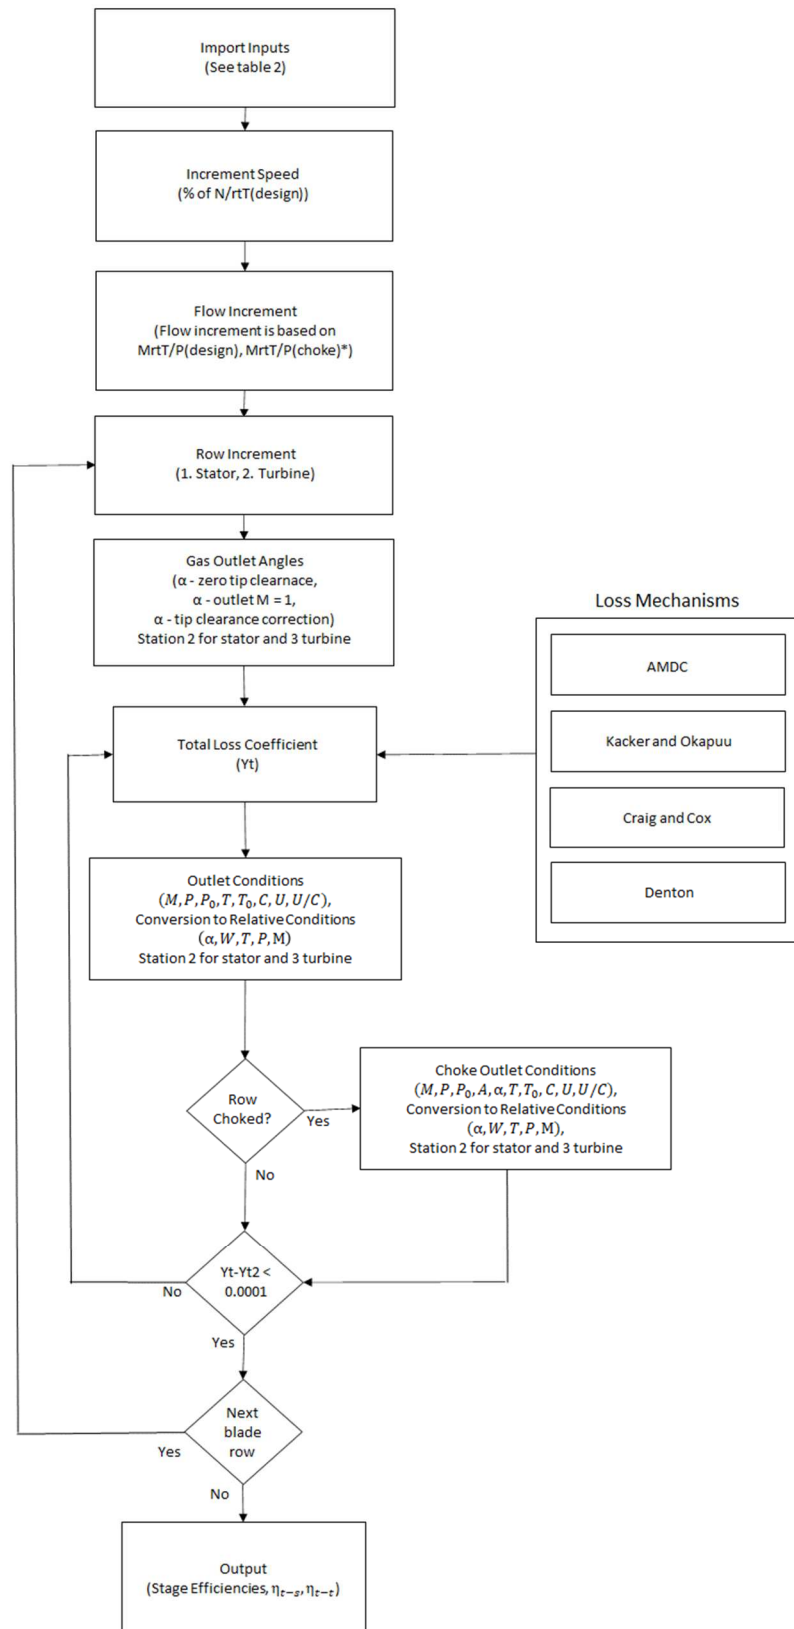 Import Inputs
(See table 2)
Increment Speed
(% of N/rtT(design))
Flow Increment
(Flow increment is based on
MrtT/P(design), MrtT/P(choke)*)
Row Increment
(1. Stator, 2. Turbine)
Gas Outlet Angles
(α - zero tip clearnace,
α - outlet M = 1,
α - tip clearance correction)
Station 2 for stator and 3 turbine
Loss Mechanisms
AMDC
Kacker and Okapuu
Craig and Cox
Denton
Total Loss Coefficient
(Yt)
Outlet Conditions
(M, P, P₀, T, T₀, C, U, U/C),
Conversion to Relative Conditions
(α, W, T, P, M)
Station 2 for stator and 3 turbine
Row
Choked?
Yes
No
Choke Outlet Conditions
(M, P, P₀, A, α, T, T₀, C, U, U/C),
Conversion to Relative Conditions
(α, W, T, P, M),
Station 2 for stator and 3 turbine
Yt-Yt2 <
0.0001
No
Yes
Next
blade
row
Yes
No
Output
(Stage Efficiencies, η_{t-s}, η_{t-t})